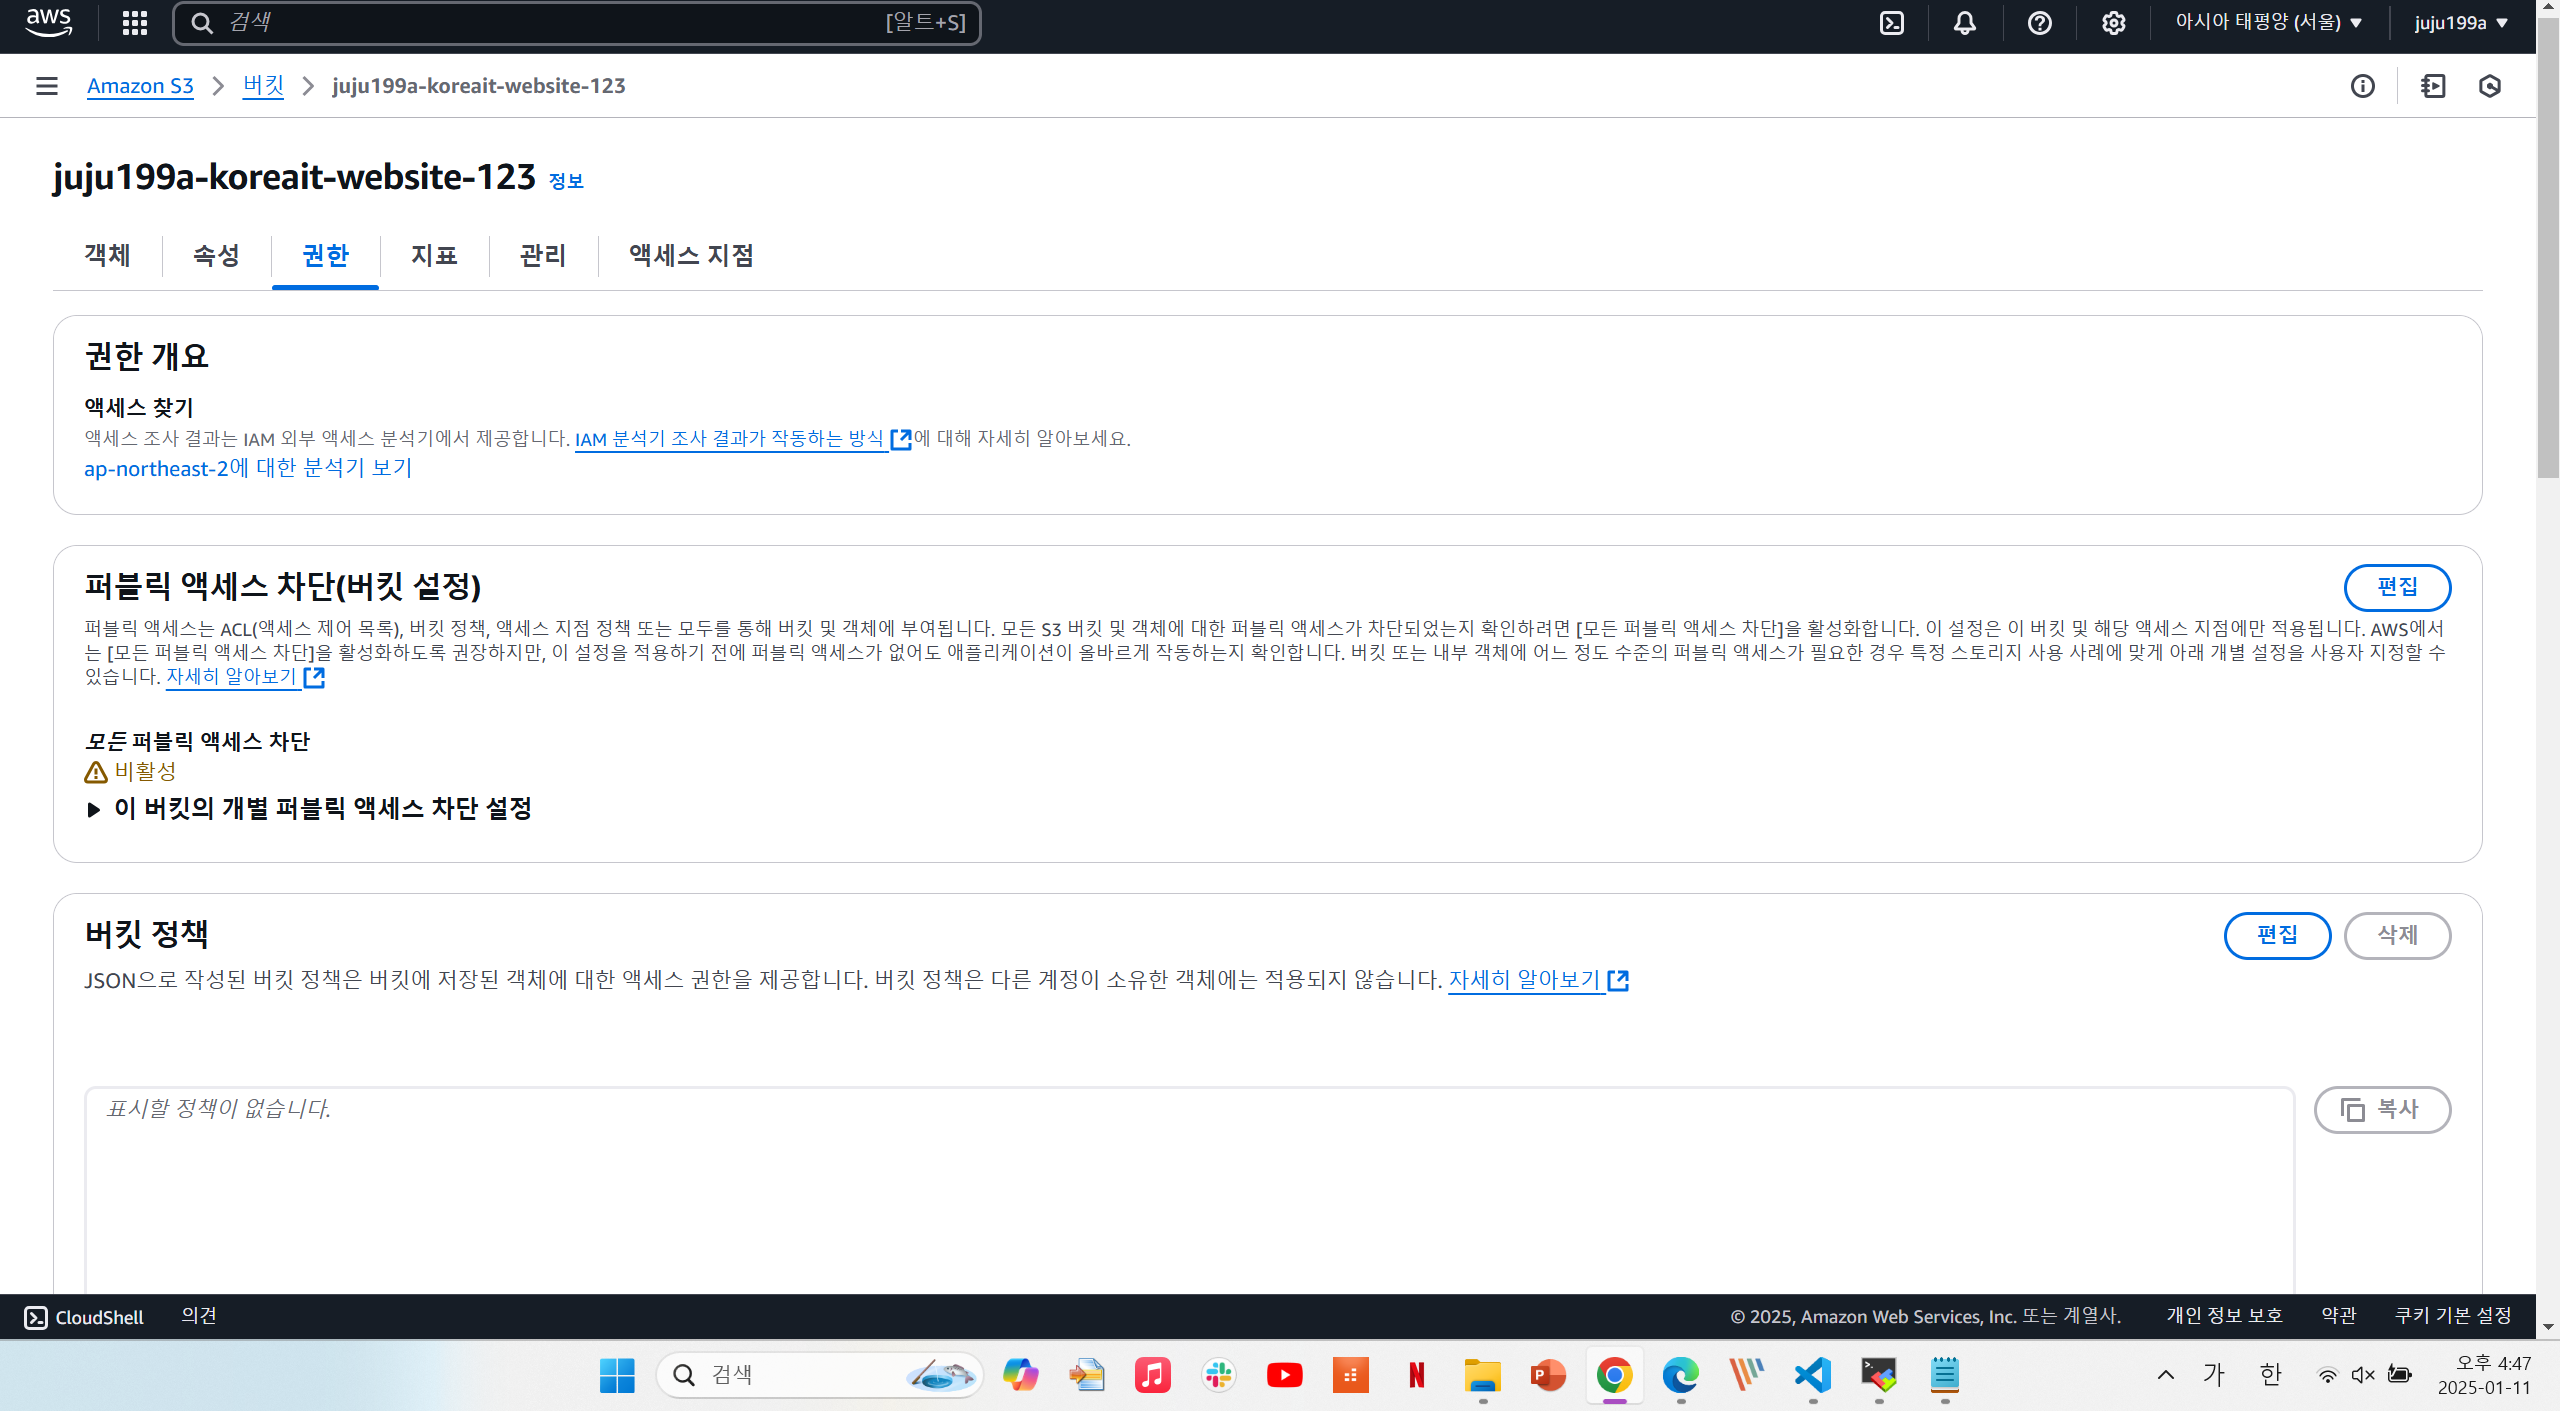 aws
검색
[알트+S]
아시아 태평양 (서울)
juju199a
Amazon S3
버킷
juju199a-koreait-website-123
juju199a-koreait-website-123 정보
객체
속성
권한
지표
관리
액세스 지점
권한 개요
액세스 찾기
액세스 조사 결과는 IAM 외부 액세스 분석기에서 제공합니다. IAM 분석기 조사 결과가 작동하는 방식 에 대해 자세히 알아보세요.
ap-northeast-2에 대한 분석기 보기
퍼블릭 액세스 차단(버킷 설정)
편집
퍼블릭 액세스는 ACL(액세스 제어 목록), 버킷 정책, 액세스 지점 정책 또는 모두를 통해 버킷 및 객체에 부여됩니다. 모든 S3 버킷 및 객체에 대한 퍼블릭 액세스가 차단되었는지 확인하려면 [모든 퍼블릭 액세스 차단]을 활성화합니다. 이 설정은 이 버킷 및 해당 액세스 지점에만 적용됩니다. AWS에서
는 [모든 퍼블릭 액세스 차단]을 활성화하도록 권장하지만, 이 설정을 적용하기 전에 퍼블릭 액세스가 없어도 애플리케이션이 올바르게 작동하는지 확인합니다. 버킷 또는 내부 객체에 어느 정도 수준의 퍼블릭 액세스가 필요한 경우 특정 스토리지 사용 사례에 맞게 아래 개별 설정을 사용자 지정할 수
있습니다. 자세히 알아보기
모든 퍼블릭 액세스 차단
비활성
이 버킷의 개별 퍼블릭 액세스 차단 설정
버킷 정책
편집
삭제
JSON으로 작성된 버킷 정책은 버킷에 저장된 객체에 대한 액세스 권한을 제공합니다. 버킷 정책은 다른 계정이 소유한 객체에는 적용되지 않습니다. 자세히 알아보기
표시할 정책이 없습니다.
복사
CloudShell
의견
© 2025, Amazon Web Services, Inc. 또는 계열사.
개인 정보 보호
약관
쿠키 기본 설정
검색
가
한
오후 4:47
2025-01-11